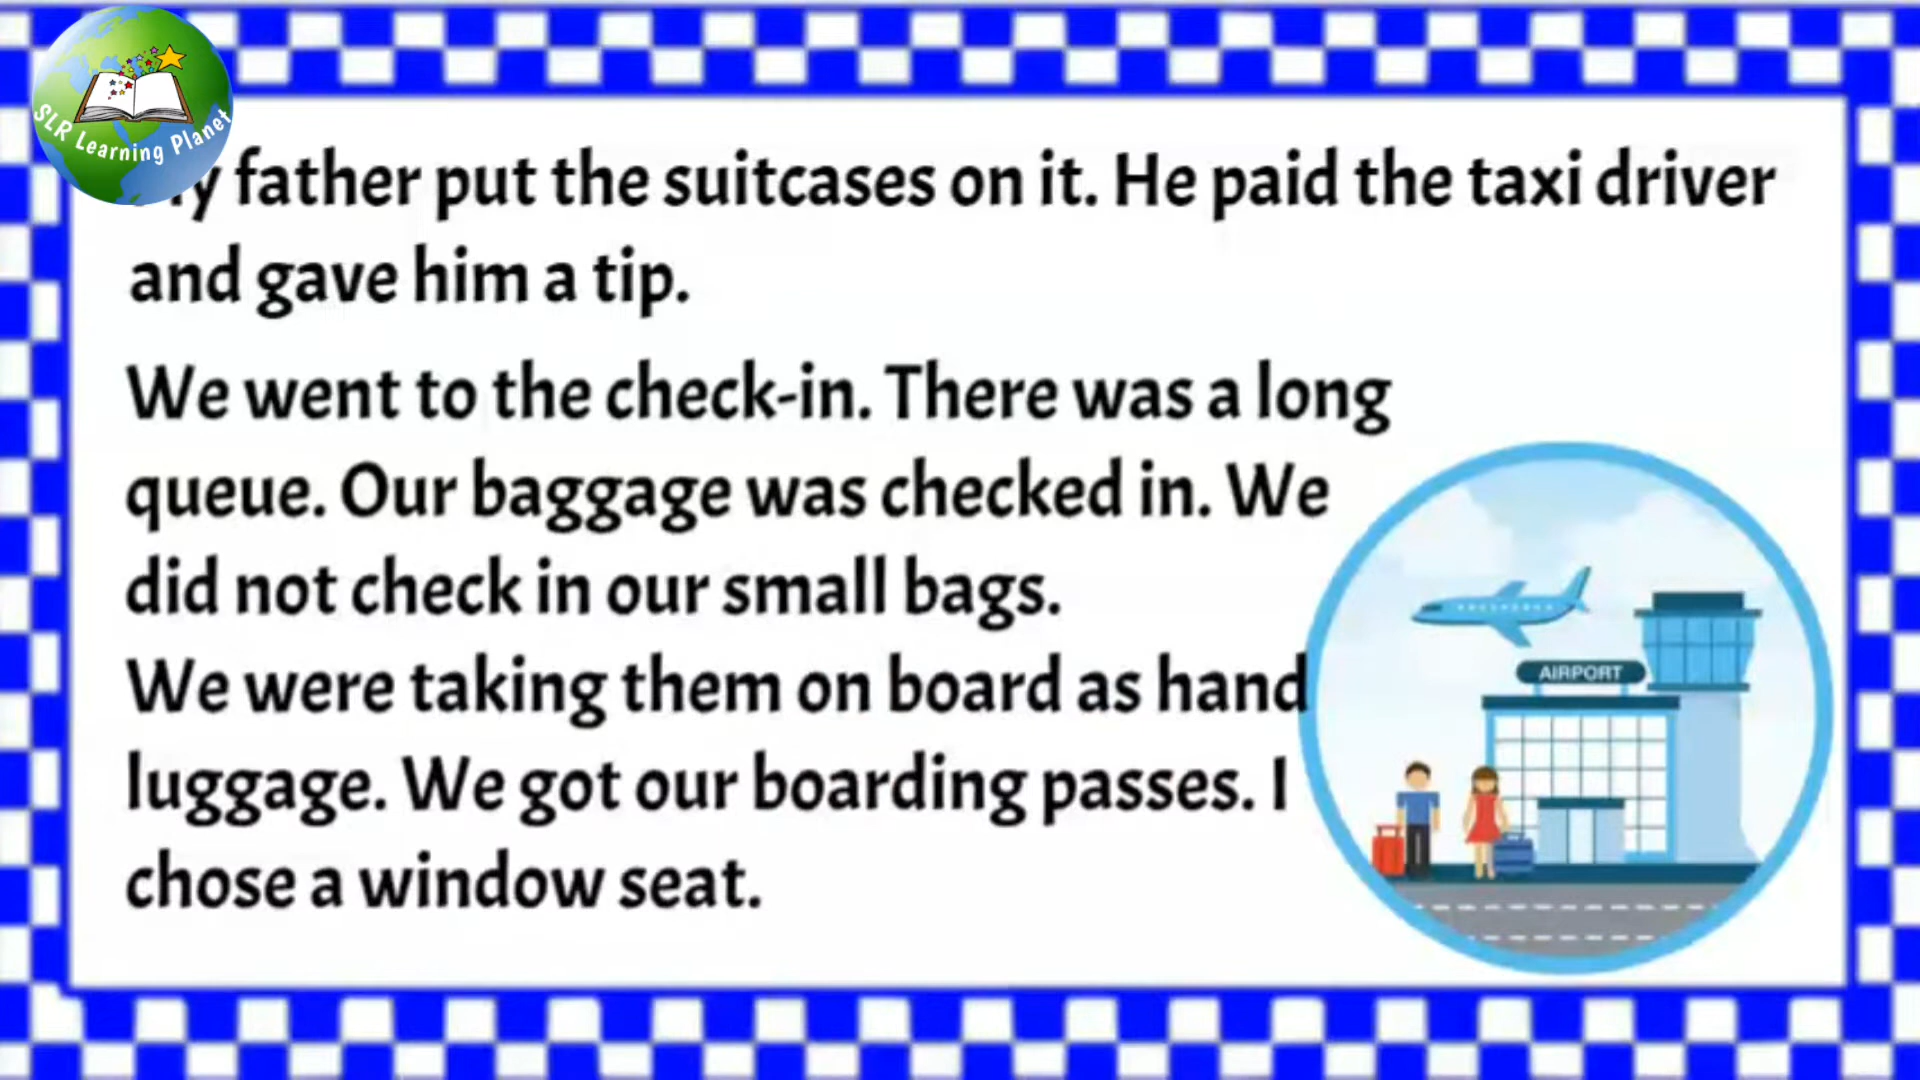 SLR Learning Planet
father put the suitcases on it. He paid the taxi driver
and gave him a tip.
We went to the check-in. There was a long
queue. Our baggage was checked in. We
did not check in our small bags.
We were taking them on board as hand
luggage. We got our boarding passes. I
chose a window seat.
AIRPORT